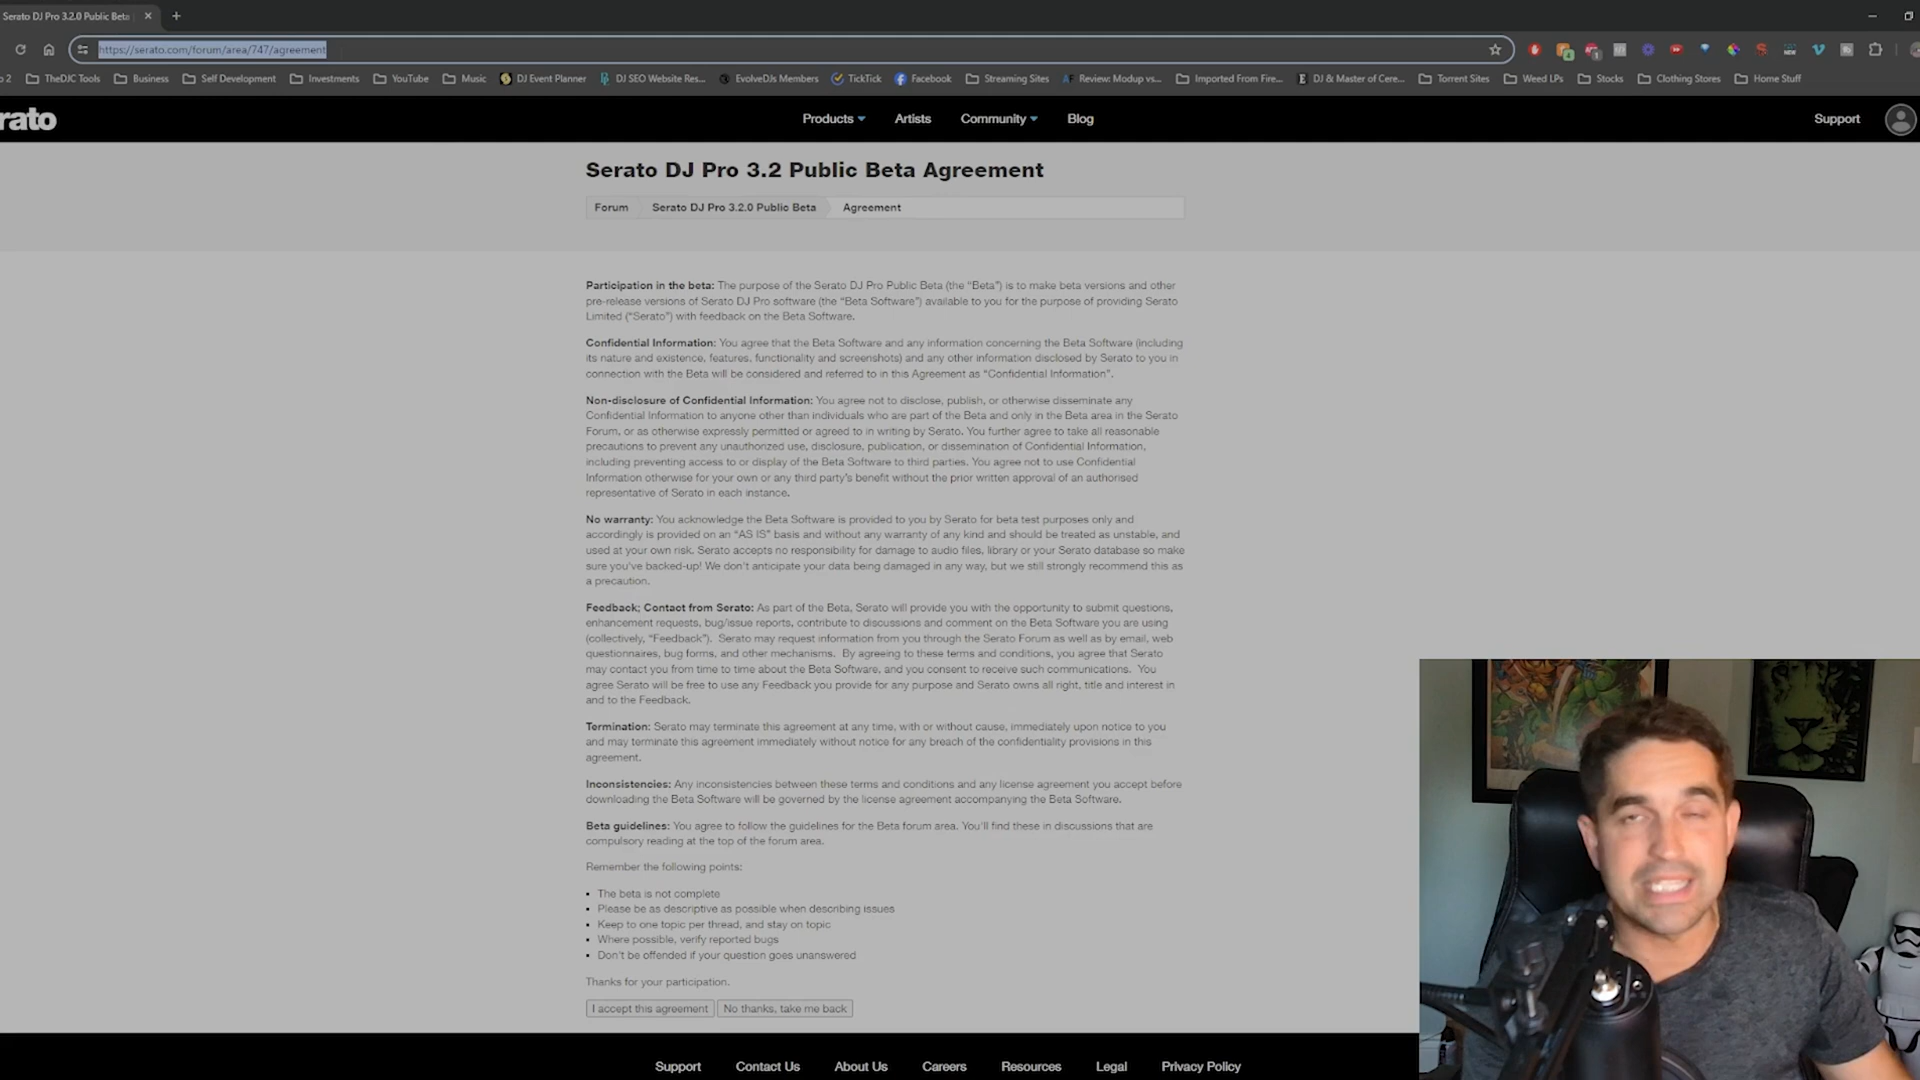 Serato DJ Pro 3.2.0 Public Beta
https://serato.com/forum/area/747/agreement
2 TheDJC Tools Business Self Development Investments YouTube Music DJ Event Planner DJ SEO Website Res... EvolveDJs Members TickTick Facebook Streaming Sites Review: Modup vs... Imported From Fire... DJ & Master of Cere... Torrent Sites Weed LPs Stocks Clothing Stores Home Stuff
rato Products Artists Community Blog Support
Serato DJ Pro 3.2 Public Beta Agreement
Forum Serato DJ Pro 3.2.0 Public Beta Agreement
Participation in the beta: The purpose of the Serato DJ Pro Public Beta (the “Beta”) is to make beta versions and other
pre-release versions of Serato DJ Pro software (the “Beta Software”) available to you for the purpose of providing Serato
Limited (“Serato”) with feedback on the Beta Software.
Confidential Information: You agree that the Beta Software and any information concerning the Beta Software (including
its nature and existence, features, functionality and screenshots) and any other information disclosed by Serato to you in
connection with the Beta will be considered and referred to in this Agreement as “Confidential Information”.
Non-disclosure of Confidential Information: You agree not to disclose, publish, or otherwise disseminate any
Confidential Information to anyone other than individuals who are part of the Beta and only in the Beta area in the Serato
Forum, or as otherwise expressly permitted or agreed to in writing by Serato. You further agree to take all reasonable
precautions to prevent any unauthorized use, disclosure, publication, or dissemination of Confidential Information,
including preventing access to or display of the Beta Software to third parties. You agree not to use Confidential
Information otherwise for your own or any third party’s benefit without the prior written approval of an authorised
representative of Serato in each instance.
No warranty: You acknowledge the Beta Software is provided to you by Serato for beta test purposes only and
accordingly is provided on an “AS IS” basis and without any warranty of any kind and should be treated as unstable, and
used at your own risk. Serato accepts no responsibility for damage to audio files, library or your Serato database so make
sure you’ve backed-up! We don’t anticipate your data being damaged in any way, but we still strongly recommend this as
a precaution.
Feedback; Contact from Serato: As part of the Beta, Serato will provide you with the opportunity to submit questions,
enhancement requests, bug/issue reports, contribute to discussions and comment on the Beta Software you are using
(collectively, “Feedback”). Serato may request information from you through the Serato Forum as well as by email, web
questionnaires, bug forms, and other mechanisms. By agreeing to these terms and conditions, you agree that Serato
may contact you from time to time about the Beta Software, and you consent to receive such communications. You
agree Serato will be free to use any Feedback you provide for any purpose and Serato owns all right, title and interest in
and to the Feedback.
Termination: Serato may terminate this agreement at any time, with or without cause, immediately upon notice to you
and may terminate this agreement immediately without notice for any breach of the confidentiality provisions in this
agreement.
Inconsistencies: Any inconsistencies between these terms and conditions and any license agreement you accept before
downloading the Beta Software will be governed by the license agreement accompanying the Beta Software.
Beta guidelines: You agree to follow the guidelines for the Beta forum area. You’ll find these in discussions that are
compulsory reading at the top of the forum area.
Remember the following points:
The beta is not complete
Please be as descriptive as possible when describing issues
Keep to one topic per thread, and stay on topic
Where possible, verify reported bugs
Don’t be offended if your question goes unanswered
Thanks for your participation.
I accept this agreement No thanks, take me back
Support Contact Us About Us Careers Resources Legal Privacy Policy